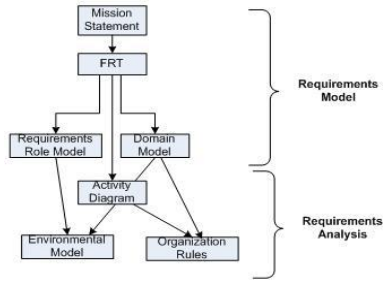 Mission
Statement
FRT
Requirements
Model
Requirements
Role Model
Domain
Model
Activity
Diagram
Requirements
Analysis
Environmental
Model
Organization
Rules